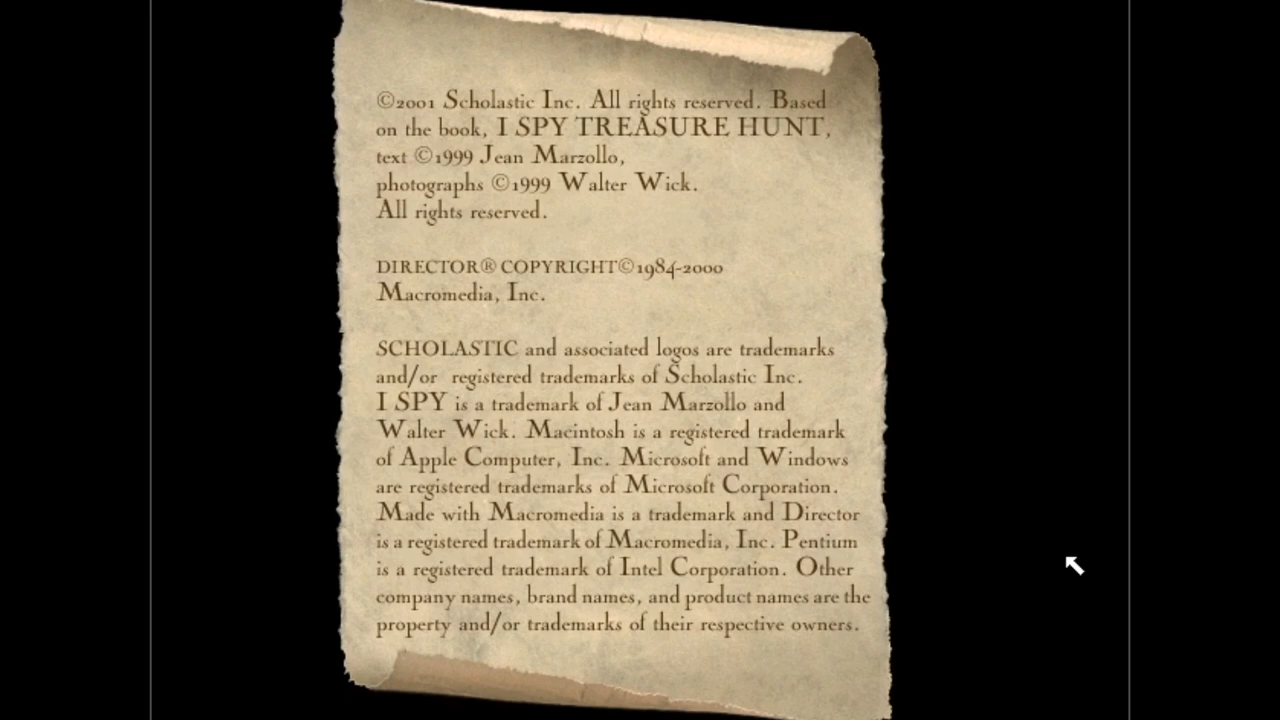 ©2001 Scholastic Inc. All rights reserved. Based
on the book, I SPY TREASURE HUNT,
text ©1999 Jean Marzollo,
photographs ©1999 Walter Wick.
All rights reserved.
DIRECTOR® COPYRIGHT©1984-2000
Macromedia, Inc.
SCHOLASTIC and associated logos are trademarks
and/or registered trademarks of Scholastic Inc.
I SPY is a trademark of Jean Marzollo and
Walter Wick. Macintosh is a registered trademark
of Apple Computer, Inc. Microsoft and Windows
are registered trademarks of Microsoft Corporation.
Made with Macromedia is a trademark and Director
is a registered trademark of Macromedia, Inc. Pentium
is a registered trademark of Intel Corporation. Other
company names, brand names, and product names are the
property and/or trademarks of their respective owners.